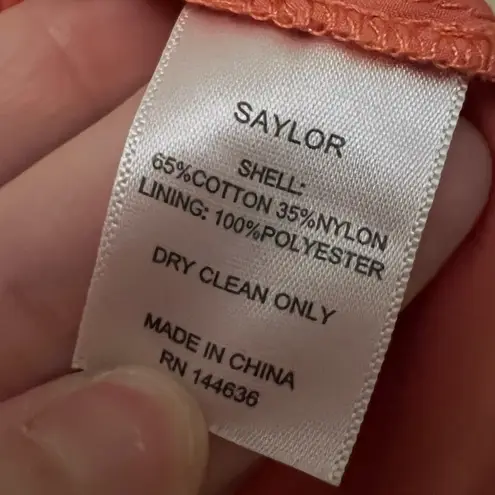 SAYLOR
SHELL:
65%COTTON 35%NYLON
LINING: 100%POLYESTER
DRY CLEAN ONLY
MADE IN CHINA
RN 144636